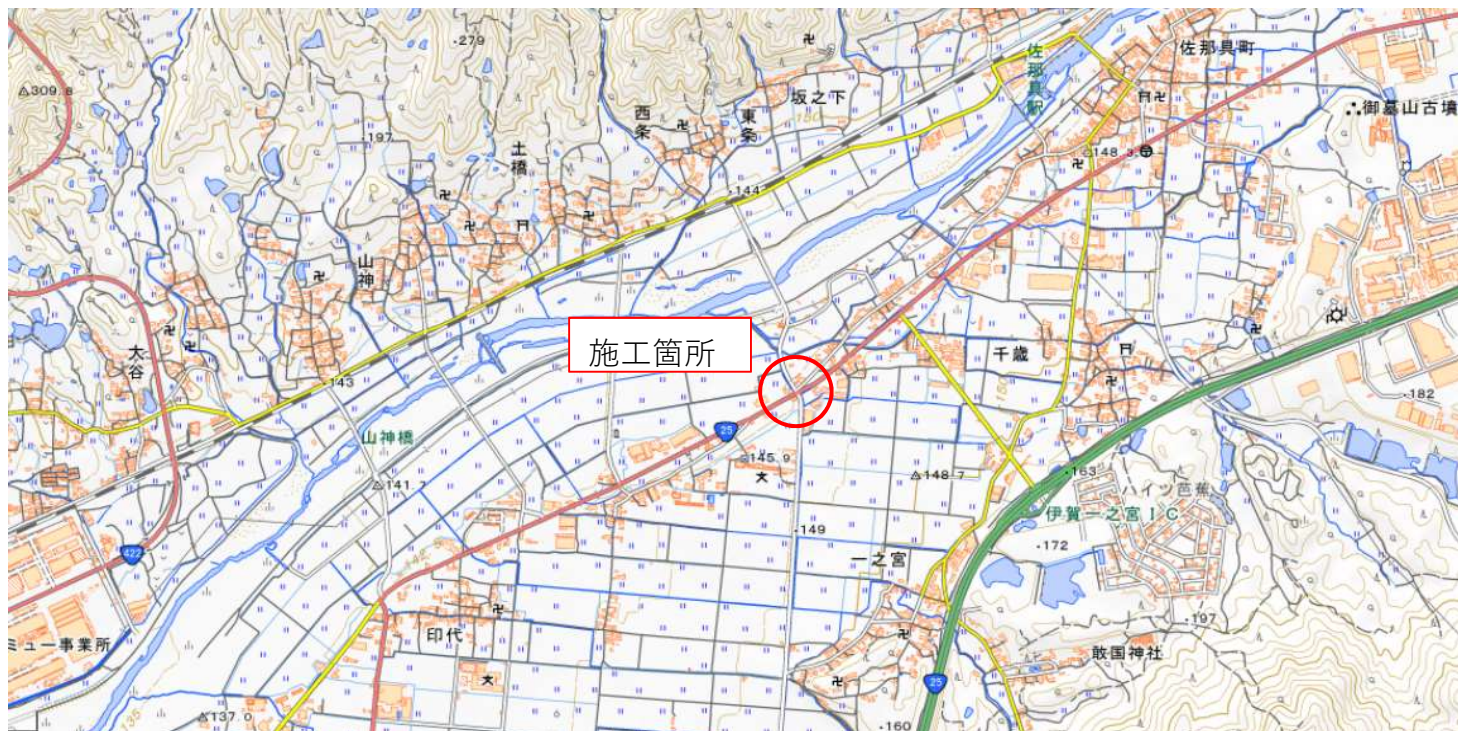 ・279
佐那具町
△309.8
佐那具駅
坂之下
150
西条
東条
∴御墓山古墳
・197
土橋
148.3
・144
山神
施工箇所
大谷
千歳
・143
150
・182
山神橋
25
△145.9
△148.7
・163
ハイツ芭蕉
△141.7
伊賀一之宮IC
・149
422
・172
一之宮
・197
印代
ミュー事業所
敢国神社
25
135
△137.0
・160